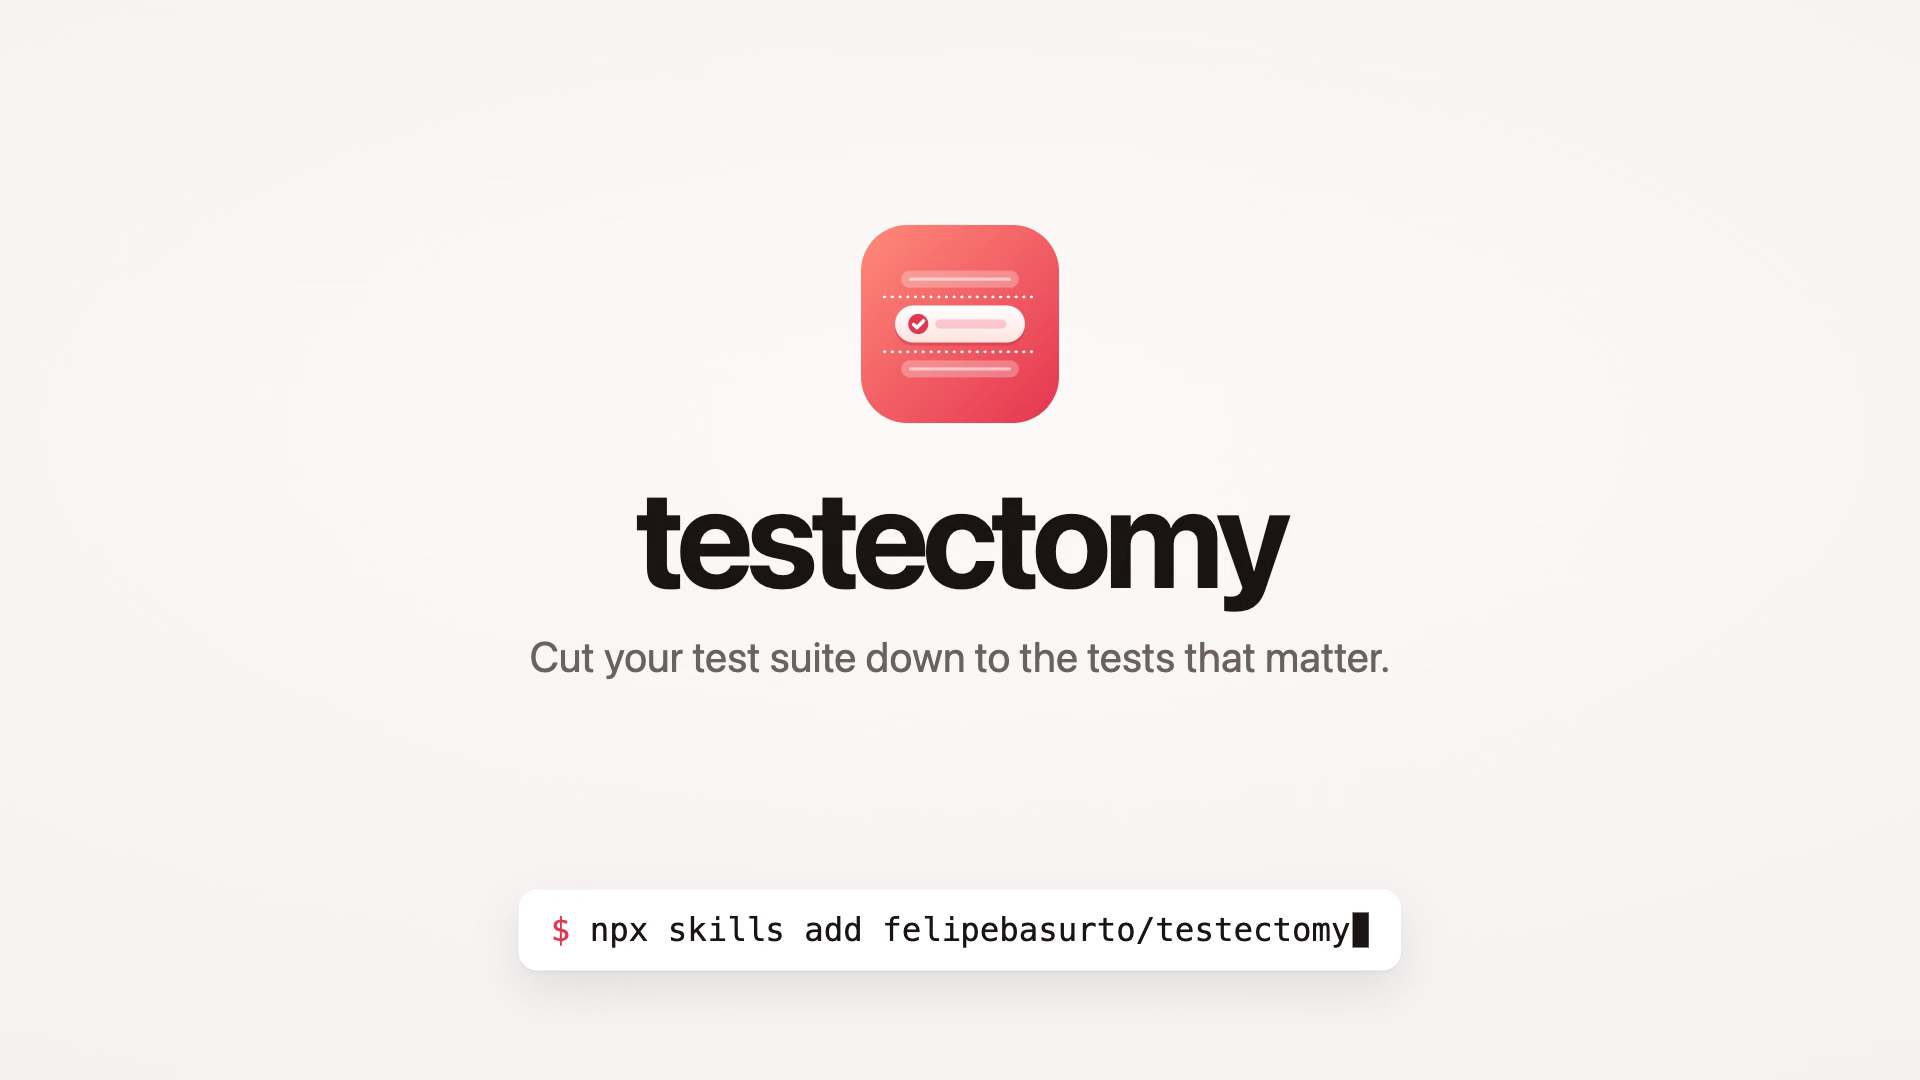 testectomy
Cut your test suite down to the tests that matter.
$ npx skills add felipebasurto/testectomy